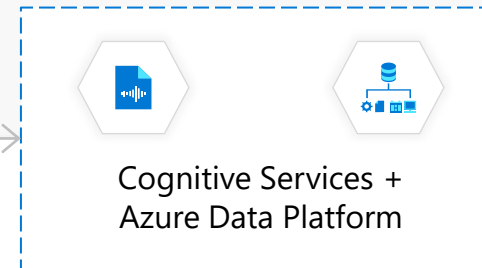 Cognitive Services +
Azure Data Platform